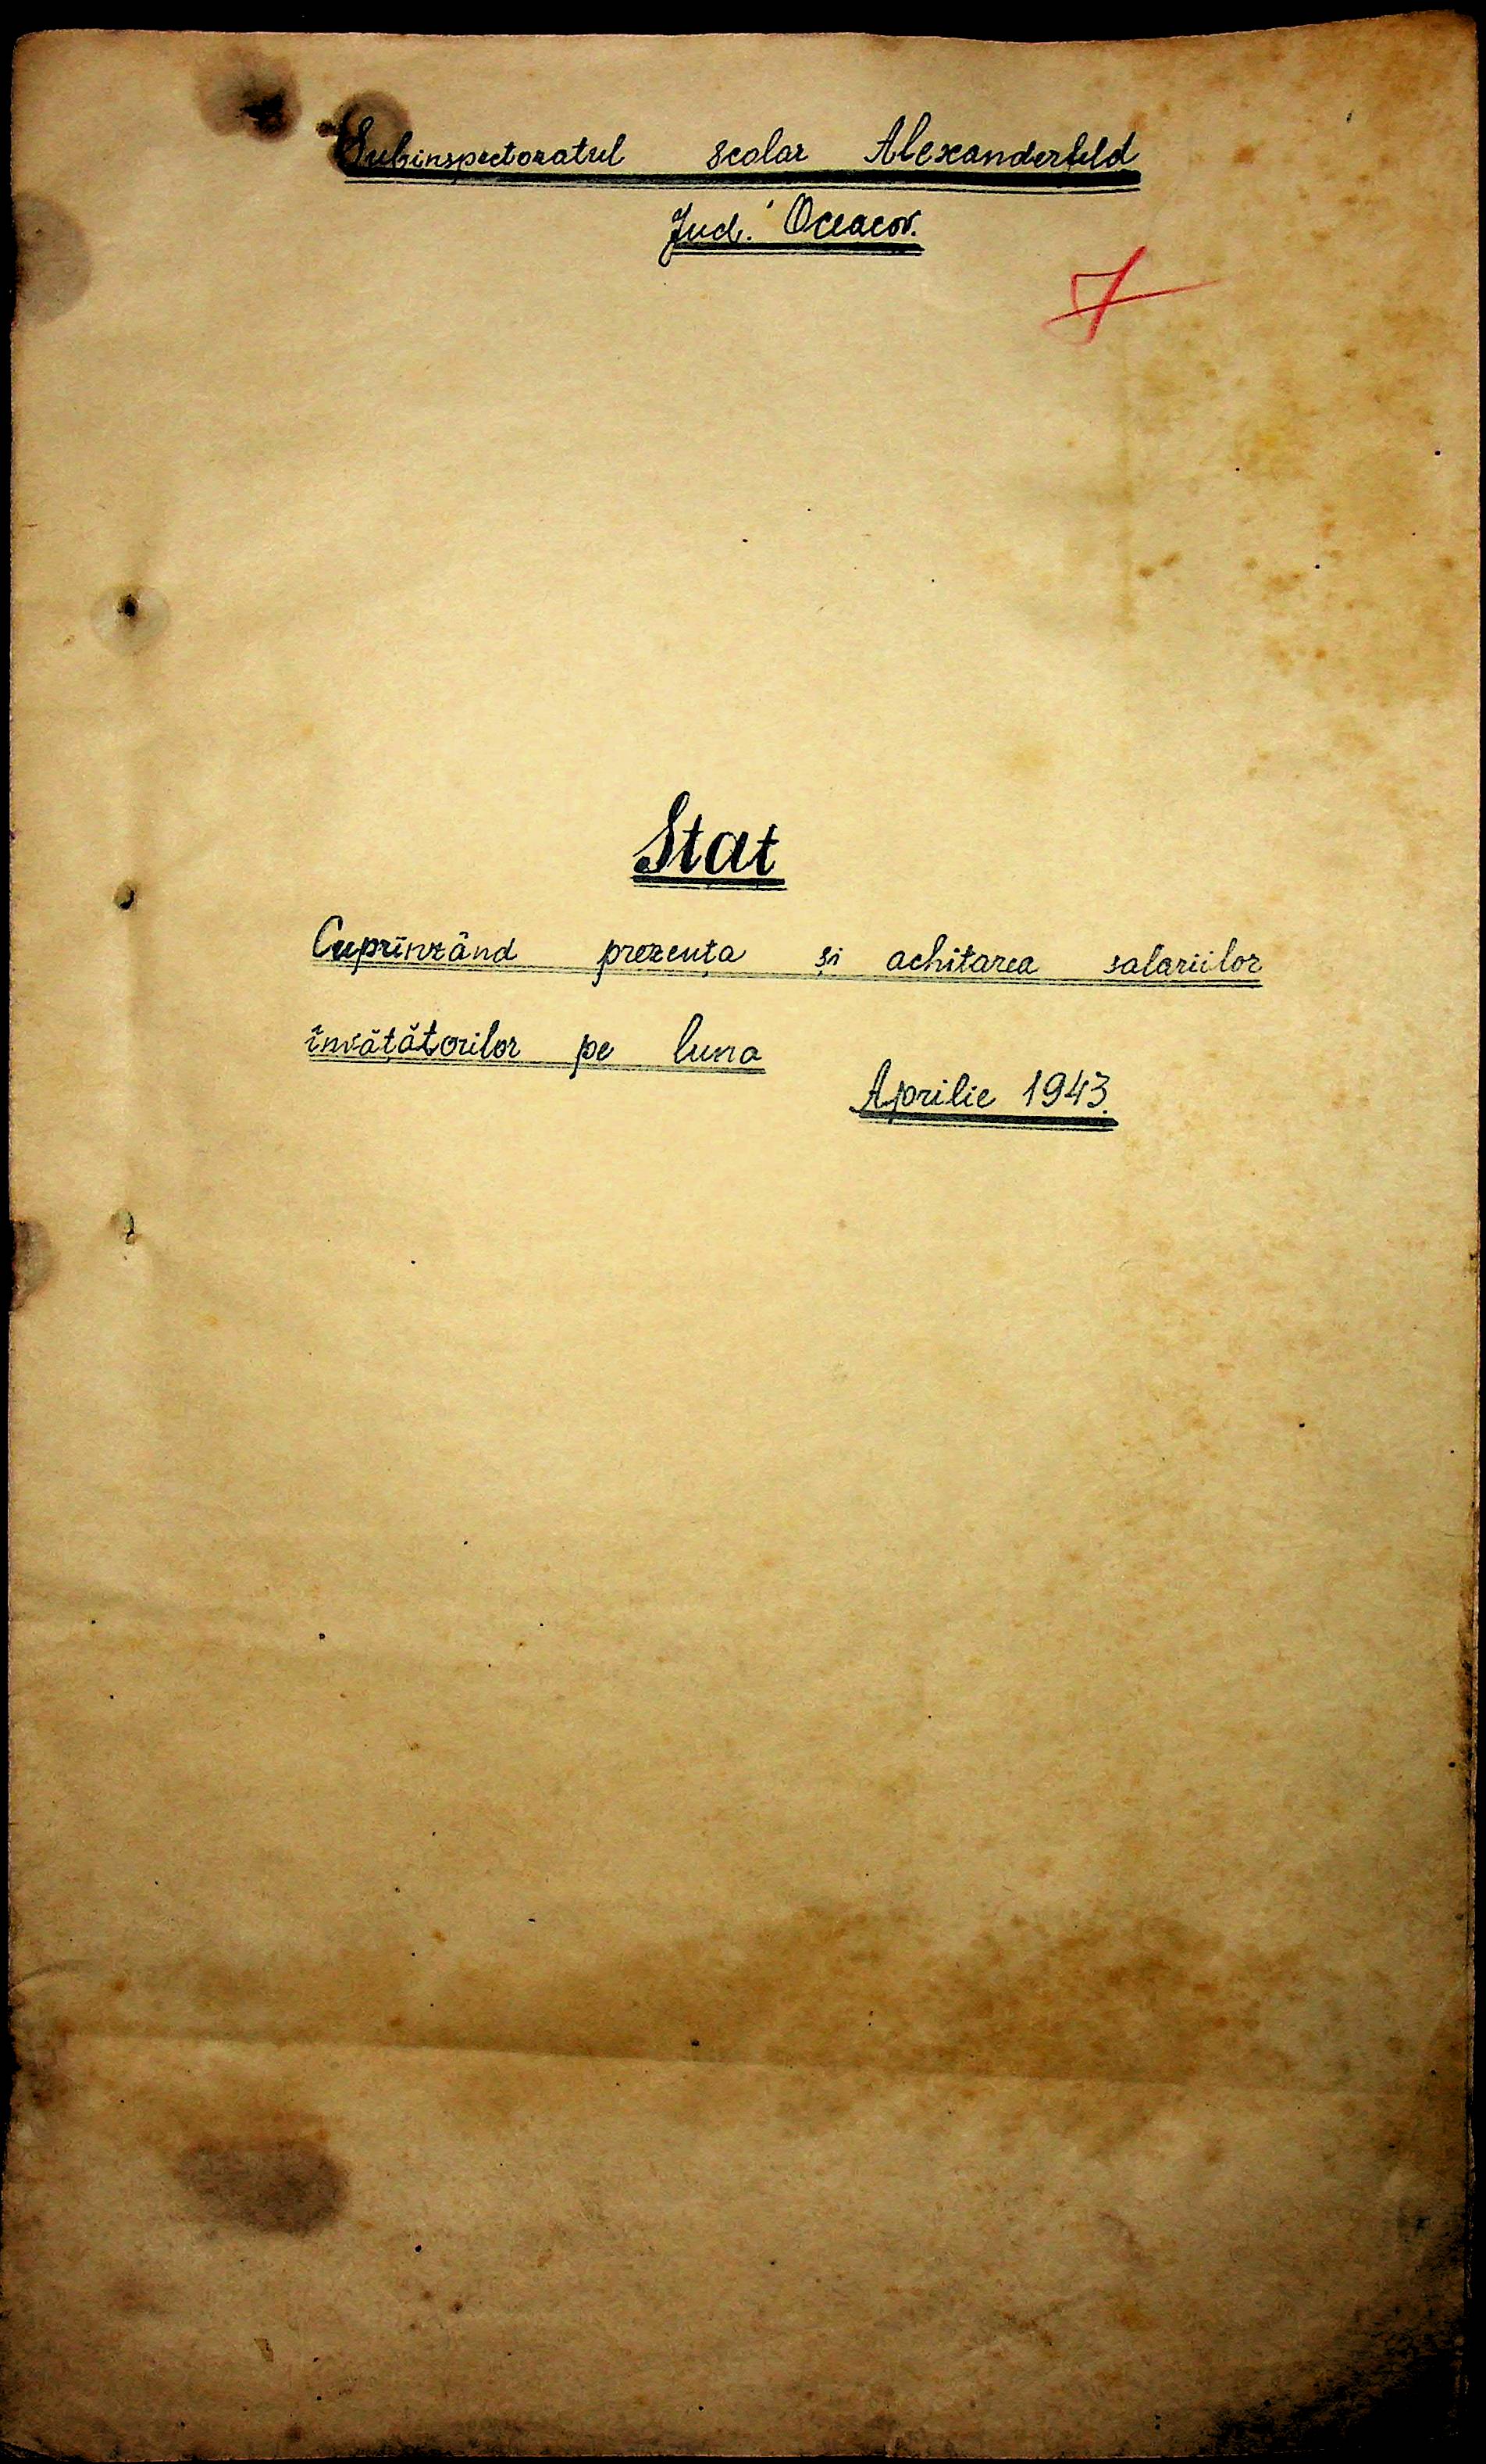 Subinspectoratul scolar Alexanderfeld
Jud. Oceacov.
7
Stat
Cuprinzând prezența și achitarea salariilor
învățătorilor pe luna
Aprilie 1943.